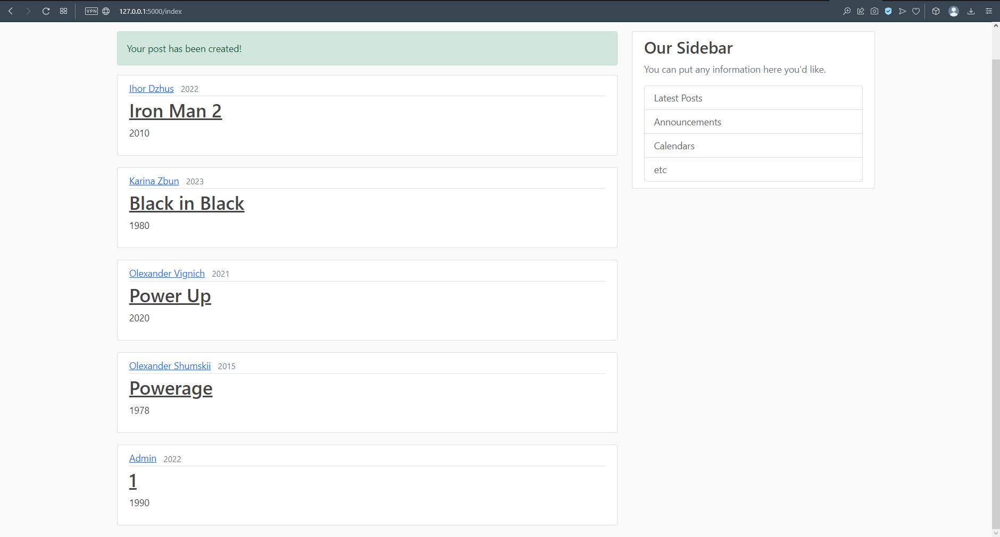 VPN 127.0.0.1:5000/index
Your post has been created!
Ihor Dzhus 2022
Iron Man 2
2010
Karina Zbun 2023
Black in Black
1980
Olexander Vignich 2021
Power Up
2020
Olexander Shumskii 2015
Powerage
1978
Admin 2022
1
1990
Our Sidebar
You can put any information here you'd like.
Latest Posts
Announcements
Calendars
etc